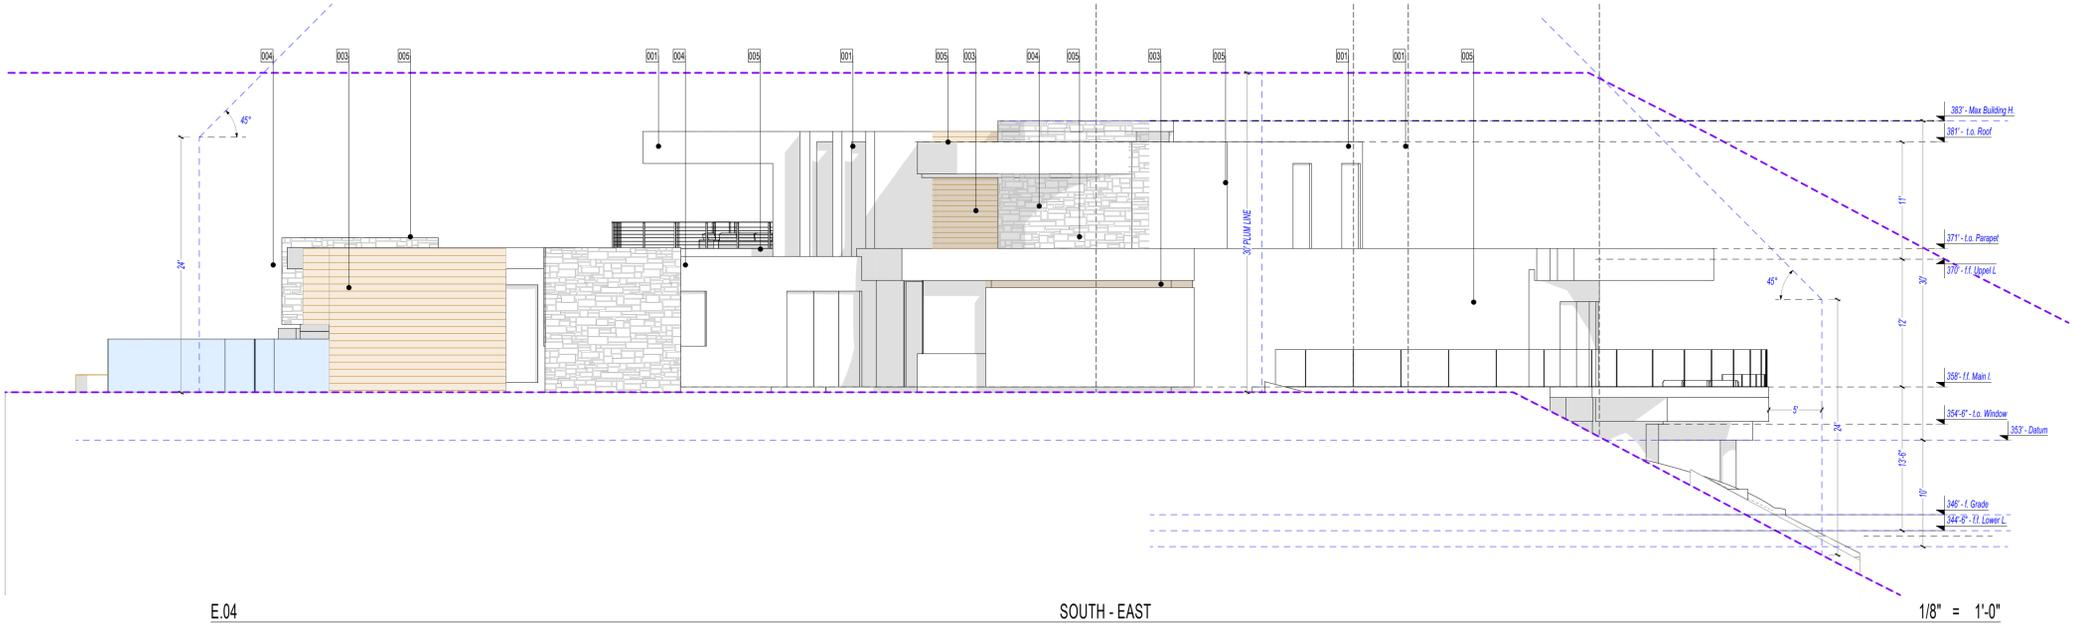 004 003 005 001 004 005 001 005 003 004 005 003 005 001 001 005
383' - Max Building H.
45°
381' - t.o. Roof
11'
24'
30' PLUM LINE
371' - t.o. Parapet
370' - f.f. Uppel L
45°
30'
12'
358'- f.f. Main l.
5'
354'-6" - t.o. Window
24'
353' - Datum
13'-6"
10'
346' - f. Grade
344'-6" - f.f. Lower L.
E.04 SOUTH - EAST 1/8" = 1'-0"